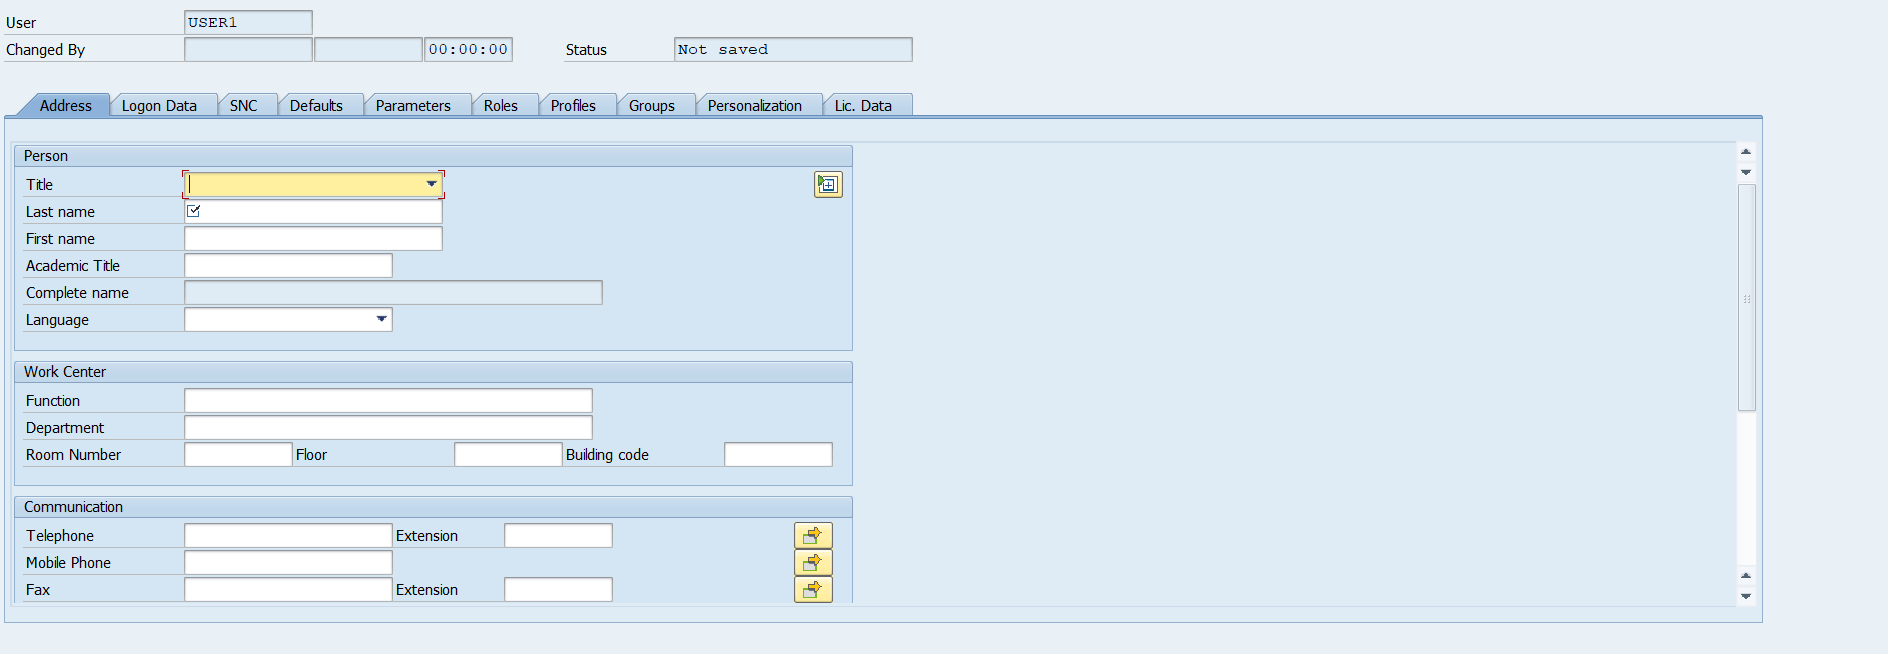 User USER1
Changed By 00:00:00 Status Not saved
Address Logon Data SNC Defaults Parameters Roles Profiles Groups Personalization Lic. Data
Person
Title
Last name
First name
Academic Title
Complete name
Language
Work Center
Function
Department
Room Number Floor Building code
Communication
Telephone Extension
Mobile Phone
Fax Extension